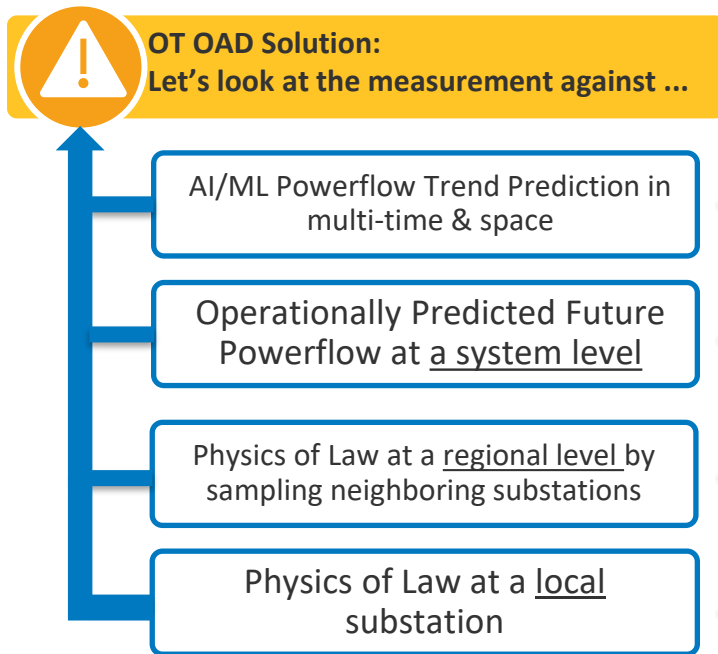 OT OAD Solution:
Let's look at the measurement against ...
AI/ML Powerflow Trend Prediction in
multi-time & space
Operationally Predicted Future
Powerflow at a system level
Physics of Law at a regional level by
sampling neighboring substations
Physics of Law at a local
substation